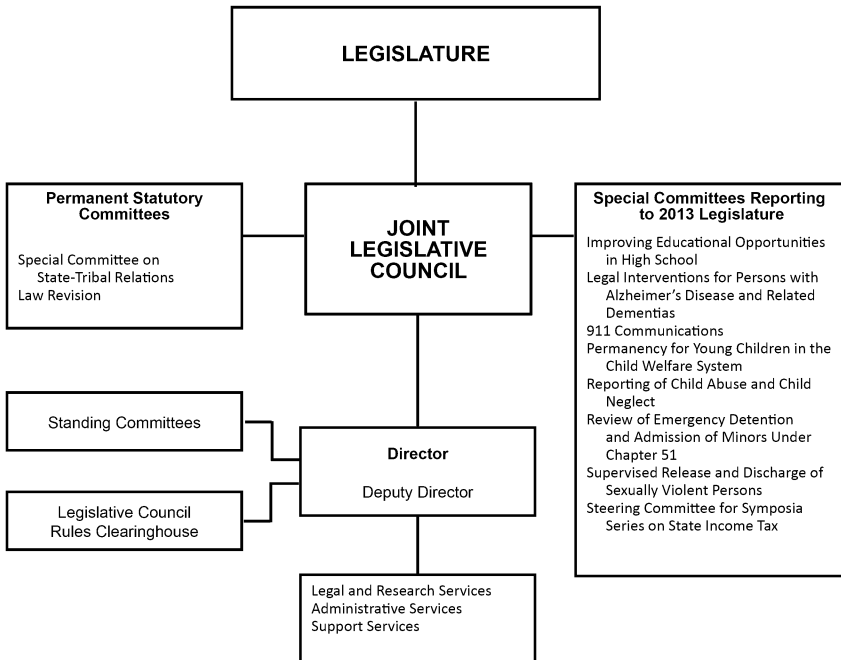 LEGISLATURE
Permanent Statutory
Committees
Special Committee on
State-Tribal Relations
Law Revision
JOINT
LEGISLATIVE
COUNCIL
Special Committees Reporting
to 2013 Legislature
Improving Educational Opportunities
in High School
Legal Interventions for Persons with
Alzheimer’s Disease and Related
Dementias
911 Communications
Permanency for Young Children in the
Child Welfare System
Reporting of Child Abuse and Child
Neglect
Review of Emergency Detention
and Admission of Minors Under
Chapter 51
Supervised Release and Discharge of
Sexually Violent Persons
Steering Committee for Symposia
Series on State Income Tax
Standing Committees
Legislative Council
Rules Clearinghouse
Director
Deputy Director
Legal and Research Services
Administrative Services
Support Services